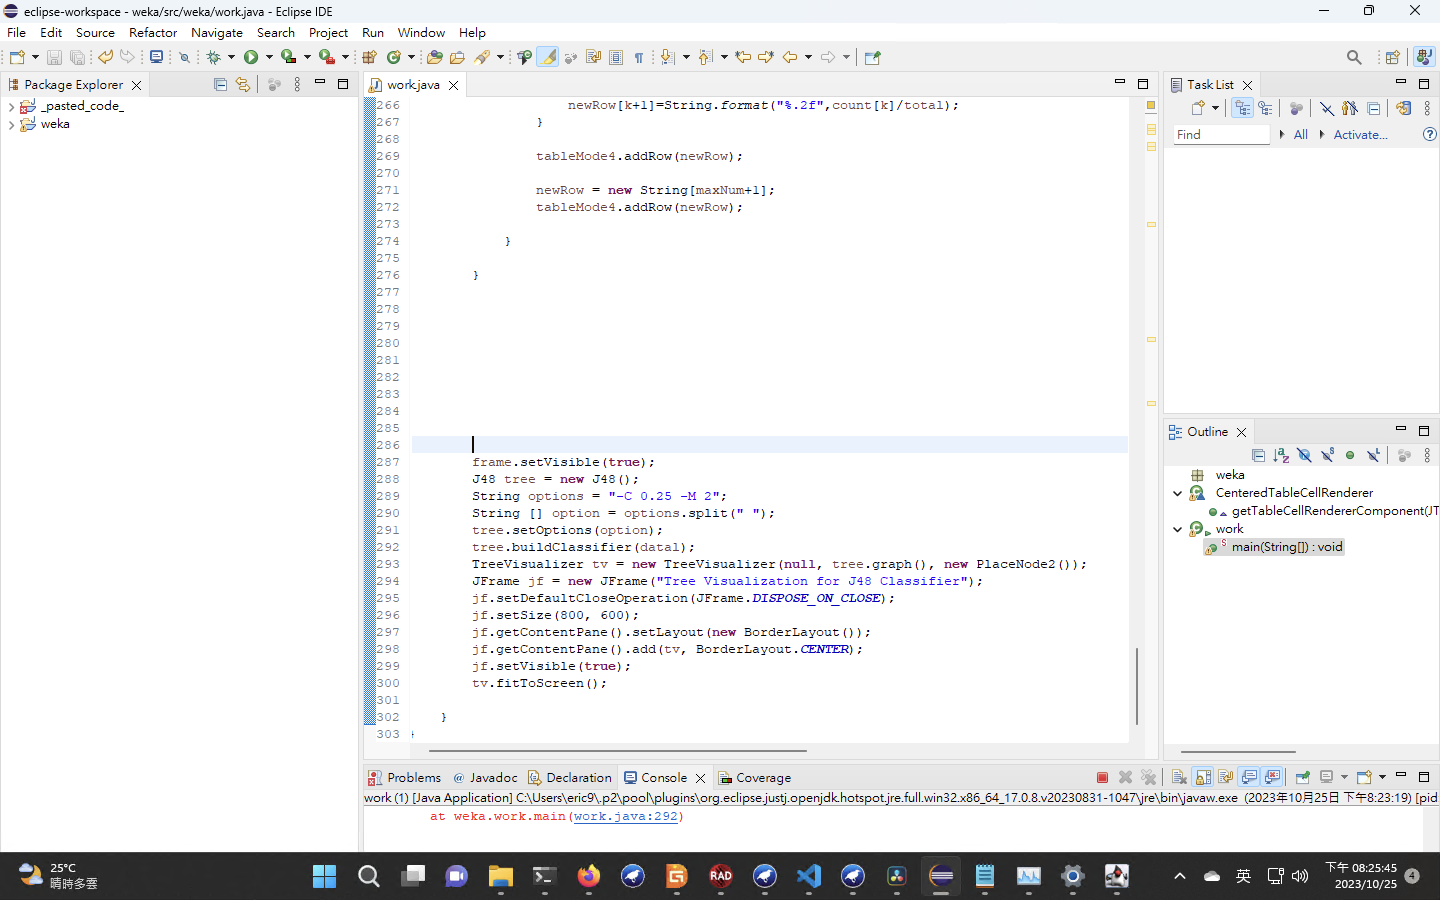 eclipse-workspace - weka/src/weka/work.java - Eclipse IDE
File Edit Source Refactor Navigate Search Project Run Window Help
Package Explorer
_pasted_code_
weka
work.java
266 newRow[k+1]=String.format("%.2f",count[k]/total);
267 }
268
269 tableMode4.addRow(newRow);
270
271 newRow = new String[maxNum+1];
272 tableMode4.addRow(newRow);
273
274 }
275
276 }
277
278
279
280
281
282
283
284
285
286
287 frame.setVisible(true);
288 J48 tree = new J48();
289 String options = "-C 0.25 -M 2";
290 String [] option = options.split(" ");
291 tree.setOptions(option);
292 tree.buildClassifier(data1);
293 TreeVisualizer tv = new TreeVisualizer(null, tree.graph(), new PlaceNode2());
294 JFrame jf = new JFrame("Tree Visualization for J48 Classifier");
295 jf.setDefaultCloseOperation(JFrame.DISPOSE_ON_CLOSE);
296 jf.setSize(800, 600);
297 jf.getContentPane().setLayout(new BorderLayout());
298 jf.getContentPane().add(tv, BorderLayout.CENTER);
299 jf.setVisible(true);
300 tv.fitToScreen();
301
302 }
303 }
Task List
Find All Activate...
Outline
weka
CenteredTableCellRenderer
getTableCellRendererComponent(JT
work
main(String[]) : void
Problems @ Javadoc Declaration Console Coverage
work (1) [Java Application] C:\Users\eric9\.p2\pool\plugins\org.eclipse.justj.openjdk.hotspot.jre.full.win32.x86_64_17.0.8.v20230831-1047\jre\bin\javaw.exe (2023年10月25日 下午8:23:19) [pid
at weka.work.main(work.java:292)
25°C
晴時多雲
RAD
英
下午 08:25:45
2023/10/25
4